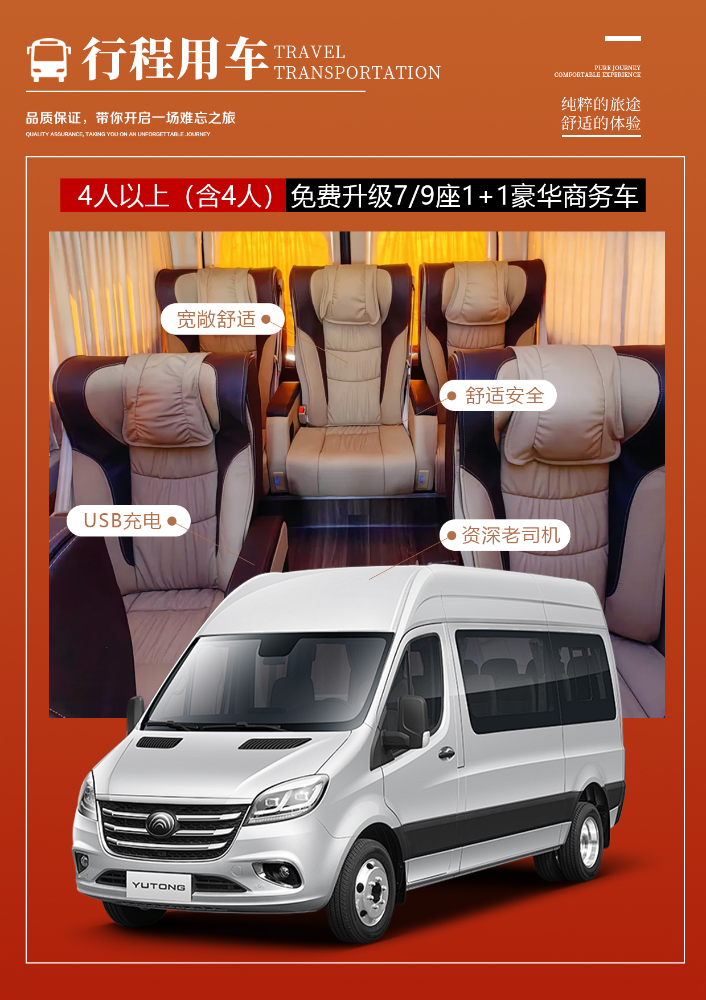 行程用车
TRAVEL
TRANSPORTATION
品质保证，带你开启一场难忘之旅
QUALITY ASSURANCE, TAKING YOU ON AN UNFORGETTABLE JOURNEY
PURE JOURNEY
COMFORTABLE EXPERIENCE
纯粹的旅途
舒适的体验
4人以上（含4人）免费升级7/9座1+1豪华商务车
宽敞舒适
舒适安全
USB充电
资深老司机
YUTONG